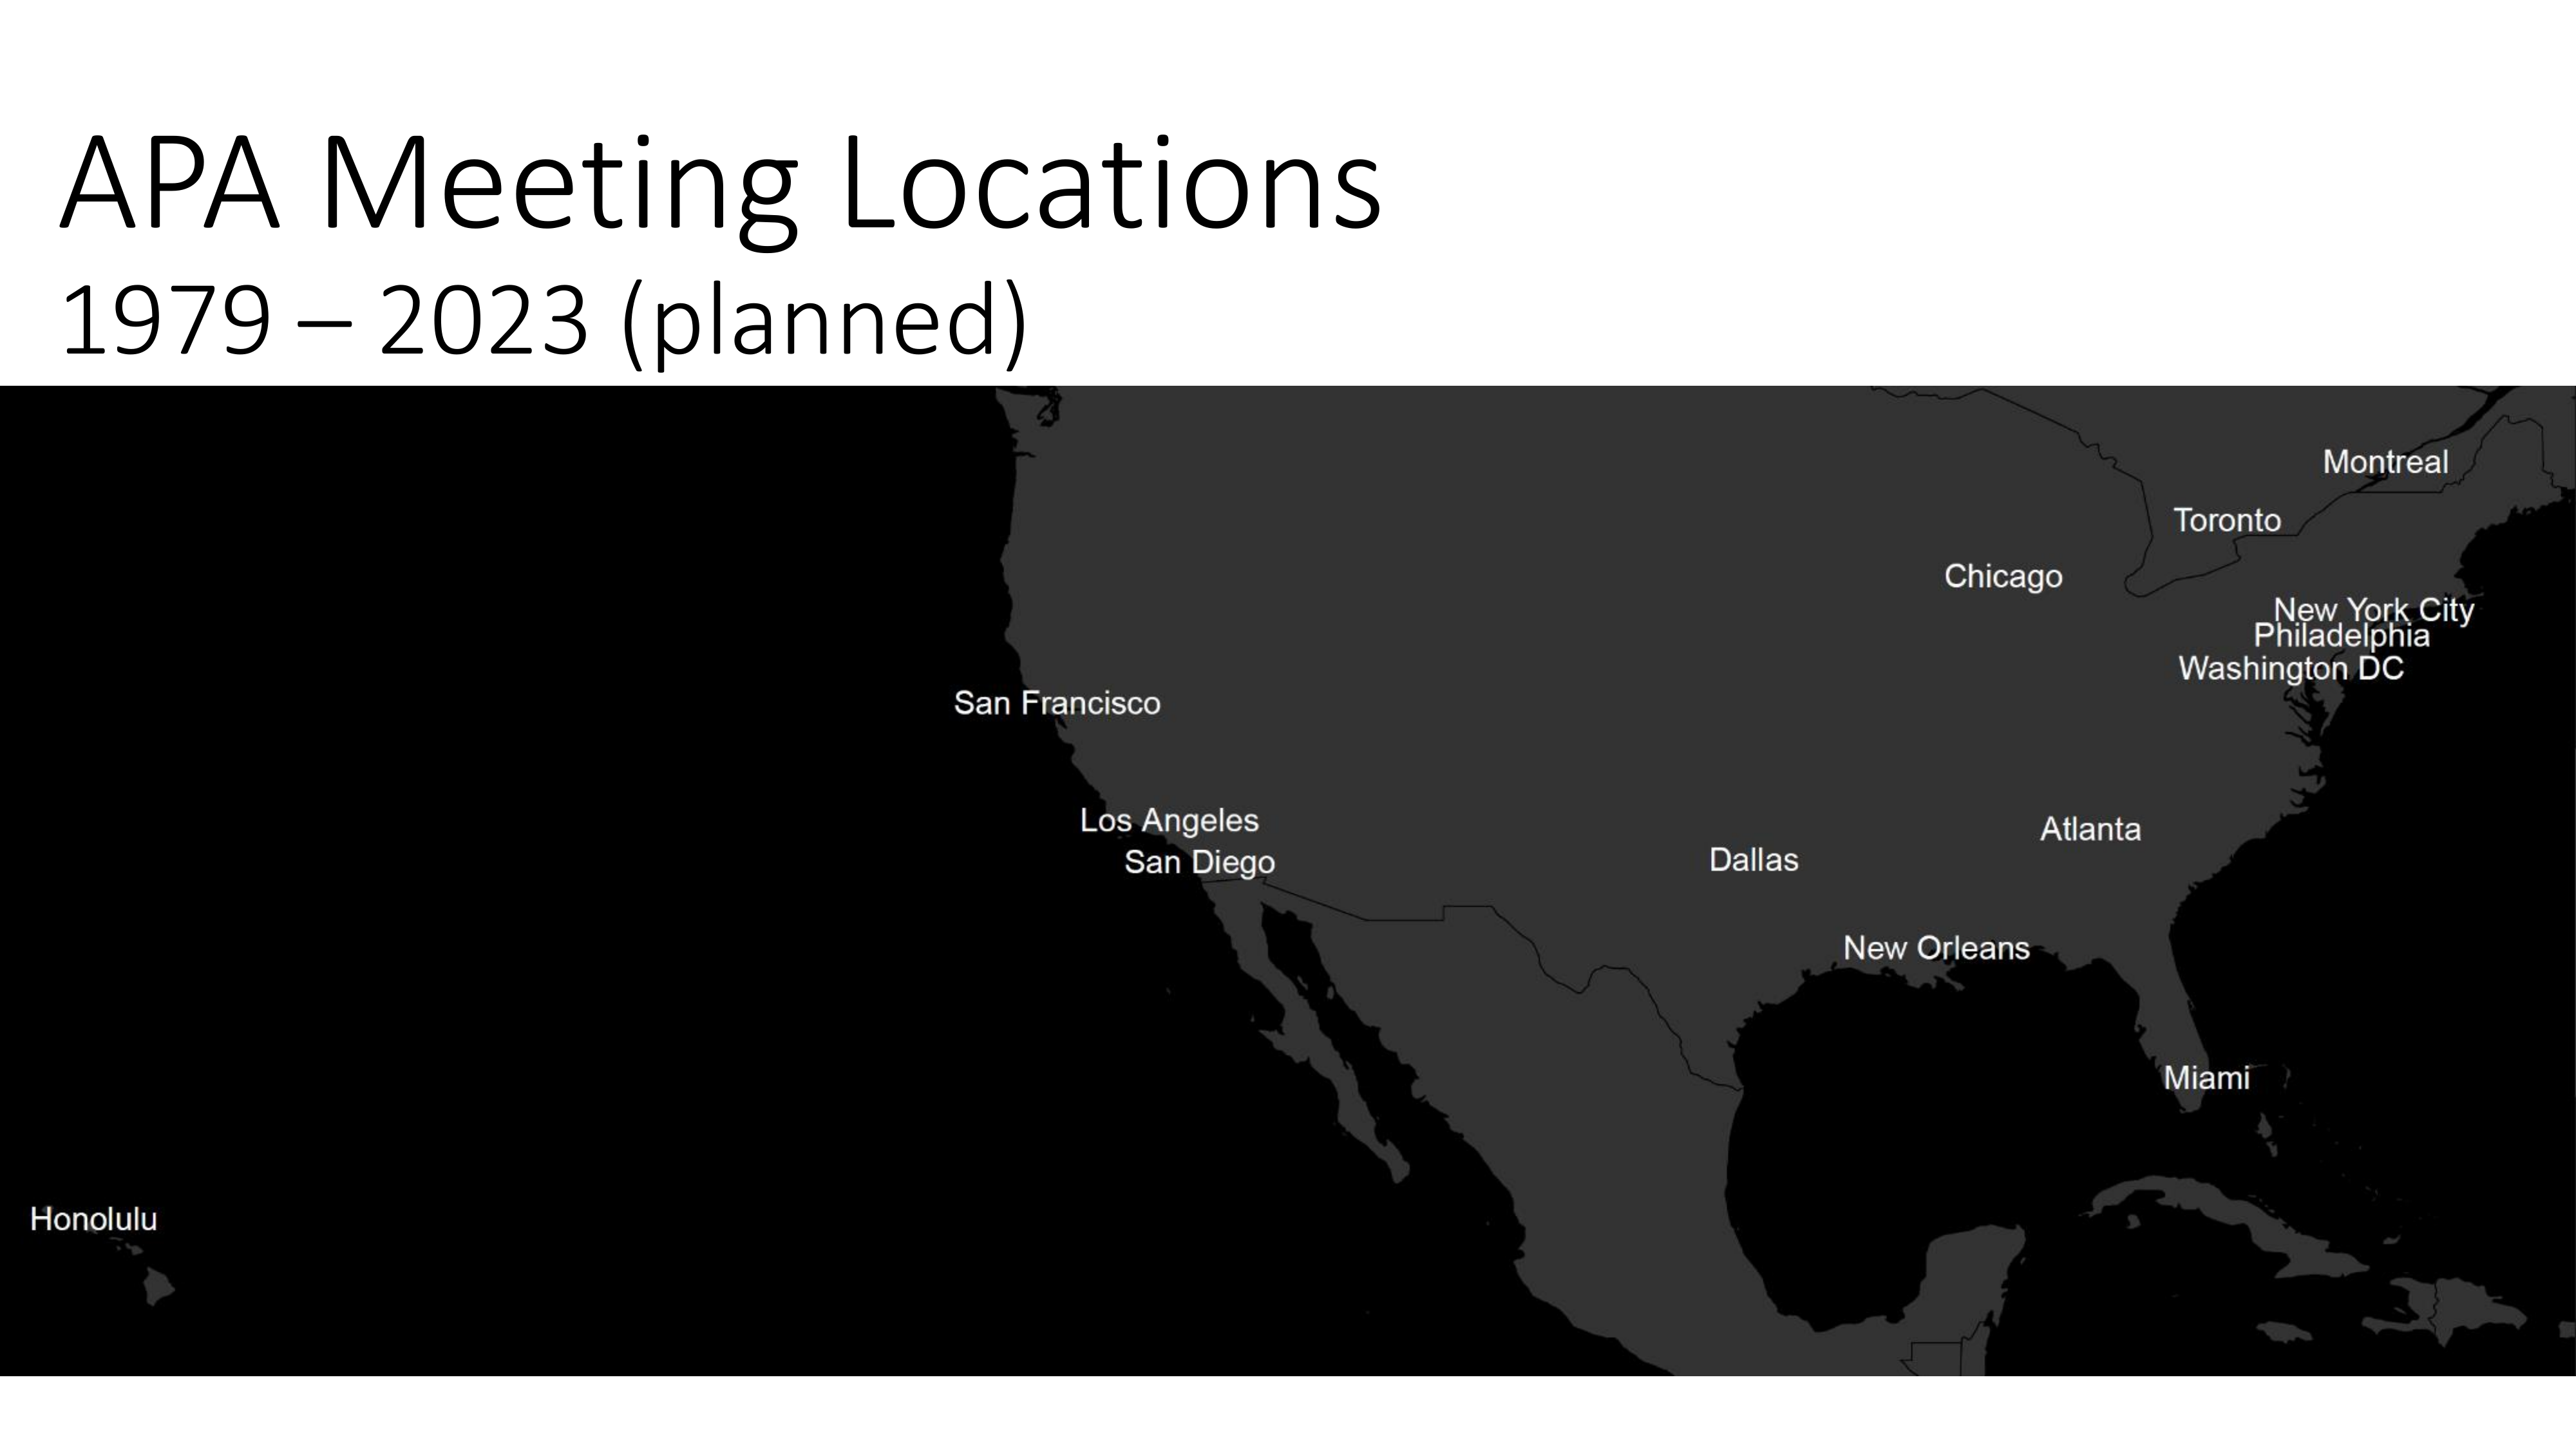 APA Meeting Locations
1979 – 2023 (planned)
Montreal
Toronto
Chicago
New York City
Philadelphia
Washington DC
San Francisco
Los Angeles
Atlanta
San Diego
Dallas
New Orleans
Miami
Honolulu